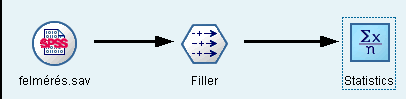 SPSS
Σx
n
felmérés.sav
Filler
Statistics